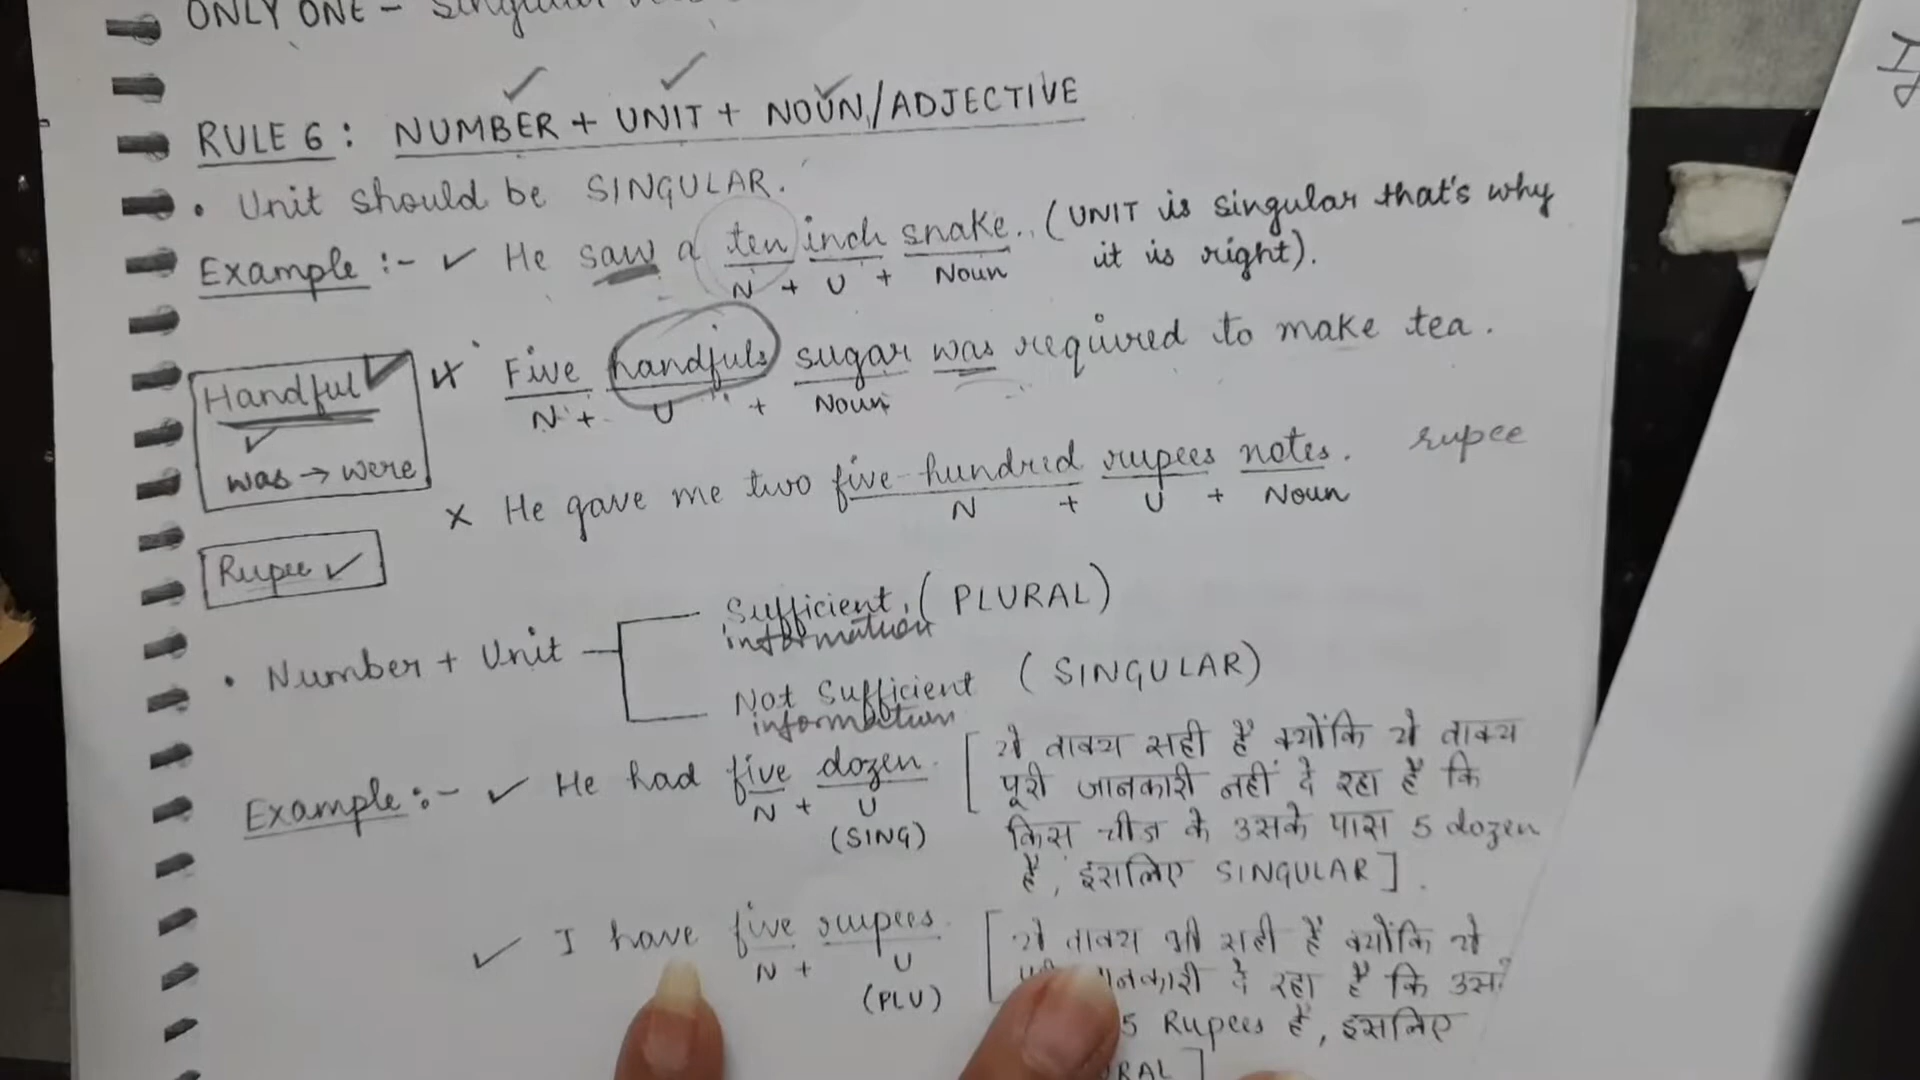 ONLY ONE - Singular
RULE 6 : NUMBER + UNIT + NOUN/ADJECTIVE
• Unit should be SINGULAR.
Example :- ✓ He saw a ten inch snake. (UNIT is singular that's why
it is right).
N + U + Noun
Handful ✓
✓
was → were
x Five handfuls sugar was required to make tea.
N + U + Noun
x He gave me two five-hundred rupees notes. rupee
N + U + Noun
Rupee ✓
• Number + Unit
Sufficient (PLURAL)
information
Not Sufficient (SINGULAR)
information
Example :- ✓ He had five dozen.
N + U
(SING)
[ ये वाक्य सही है क्योंकि ये वाक्य
पूरी जानकारी नहीं दे रहा है कि
किस चीज के उसके पास 5 dozen
है, इसलिए SINGULAR ].
✓ I have five rupees.
N + U
(PLU)
[ ये वाक्य भी सही है क्योंकि ये
दे रहा है कि
5 Rupees है, इसलिए
]